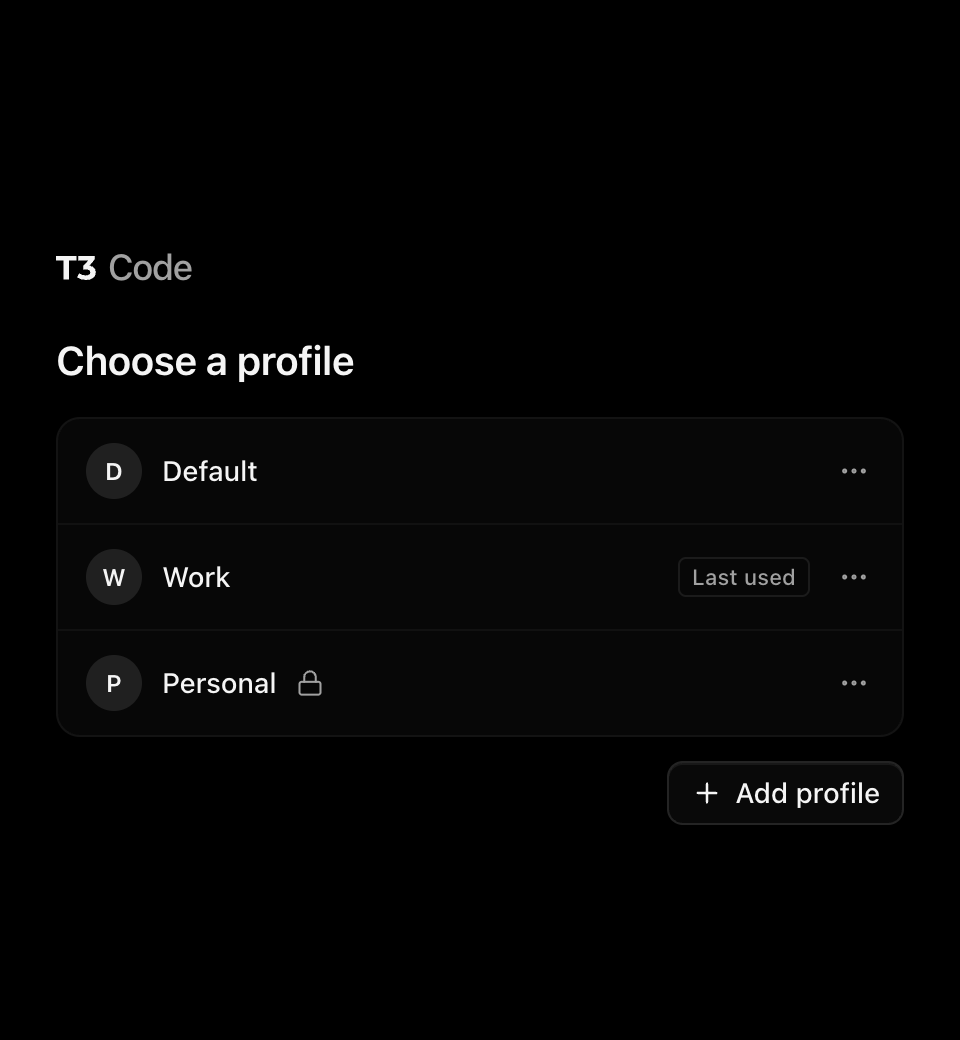 T3 Code
Choose a profile
D Default
W Work Last used
P Personal
Add profile